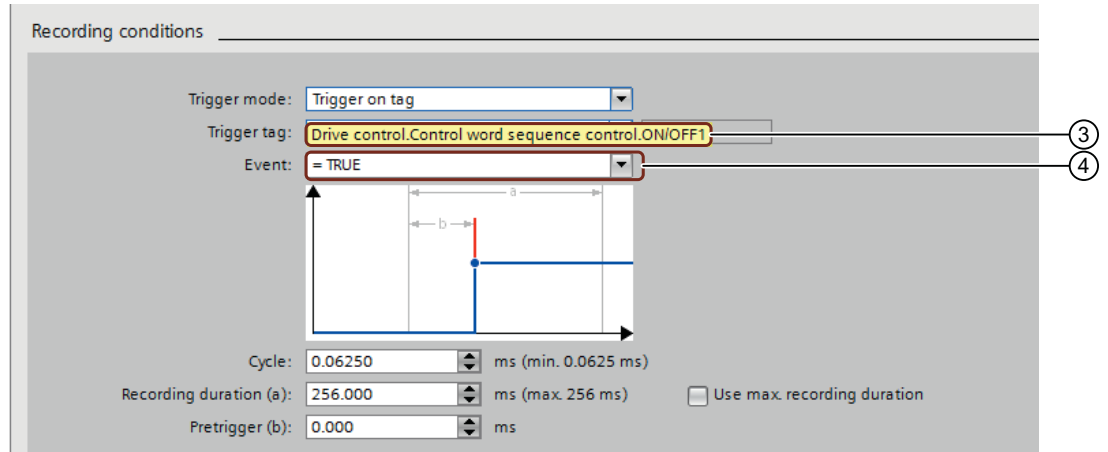 Recording conditions
Trigger mode: Trigger on tag
Trigger tag: Drive control.Control word sequence control.ON/OFF1 3
Event: = TRUE 4
a
b
Cycle: 0.06250 ms (min. 0.0625 ms)
Recording duration (a): 256.000 ms (max. 256 ms) Use max. recording duration
Pretrigger (b): 0.000 ms